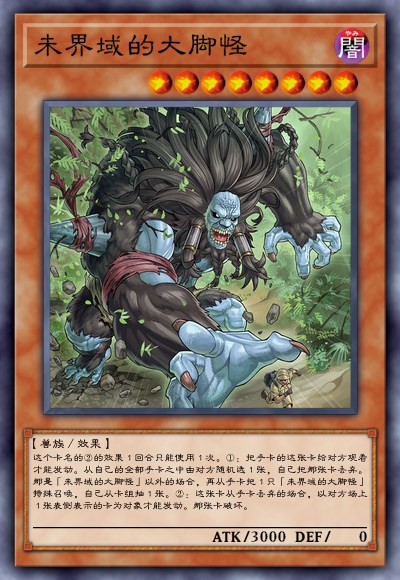 未界域的大脚怪
やみ
闇
【兽族/效果】
这个卡名的②的效果1回合只能使用1次。①:把手卡的这张卡给对方观看
才能发动。从自己的全部手卡之中由对方随机选1张,自己把那张卡丢弃。
那是「未界域的大脚怪」以外的场合,再从手卡把1只「未界域的大脚怪」
特殊召唤,自己从卡组抽1张。②:这张卡从手卡丢弃的场合,以对方场上
1张表侧表示的卡为对象才能发动。那张卡破坏。
ATK/3000 DEF/ 0